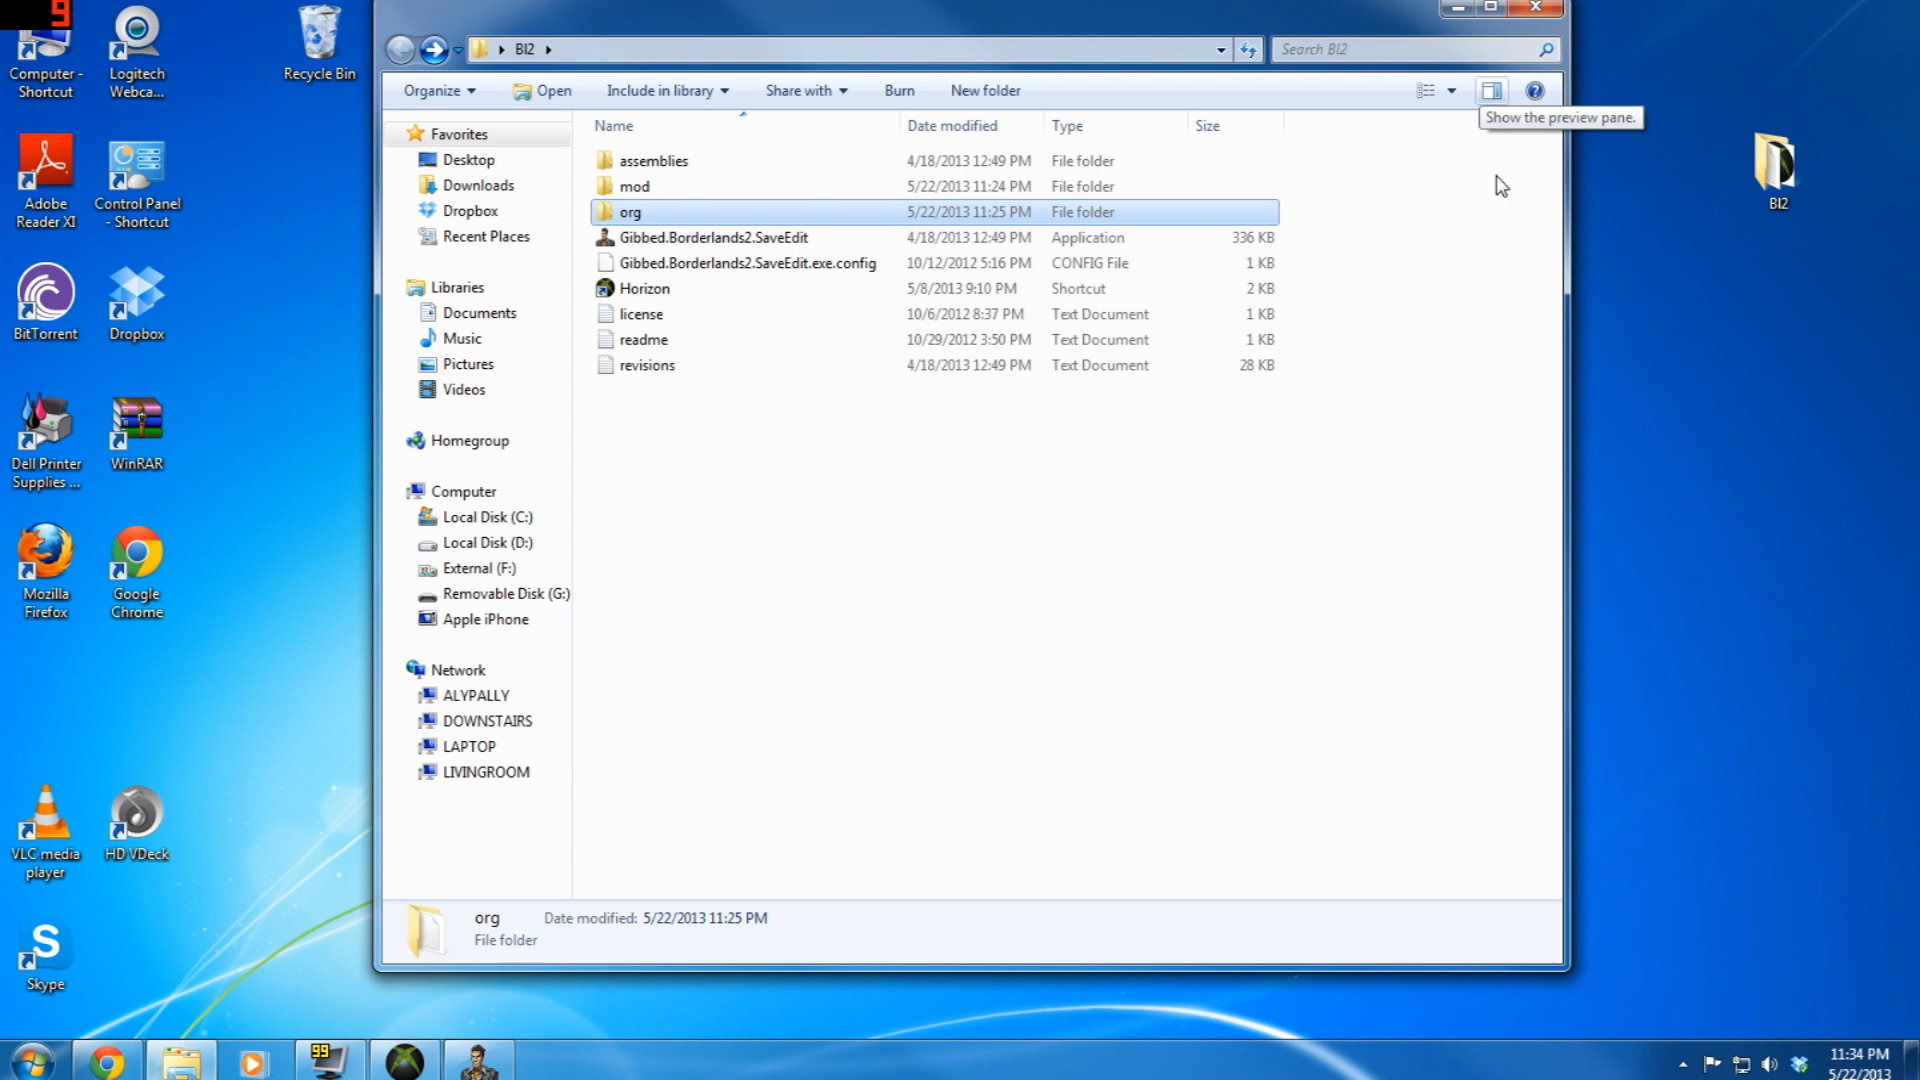 9
Computer -
Shortcut
Logitech
Webca...
Recycle Bin
Adobe
Reader XI
Control Panel
- Shortcut
BitTorrent
Dropbox
Dell Printer
Supplies ...
WinRAR
Mozilla
Firefox
Google
Chrome
VLC media
player
HD VDeck
Skype
Bl2
Bl2
Search Bl2
Organize
Open
Include in library
Share with
Burn
New folder
Show the preview pane.
Favorites
Desktop
Downloads
Dropbox
Recent Places
Libraries
Documents
Music
Pictures
Videos
Homegroup
Computer
Local Disk (C:)
Local Disk (D:)
External (F:)
Removable Disk (G:)
Apple iPhone
Network
ALYPALLY
DOWNSTAIRS
LAPTOP
LIVINGROOM
Name Date modified Type Size
assemblies 4/18/2013 12:49 PM File folder
mod 5/22/2013 11:24 PM File folder
org 5/22/2013 11:25 PM File folder
Gibbed.Borderlands2.SaveEdit 4/18/2013 12:49 PM Application 336 KB
Gibbed.Borderlands2.SaveEdit.exe.config 10/12/2012 5:16 PM CONFIG File 1 KB
Horizon 5/8/2013 9:10 PM Shortcut 2 KB
license 10/6/2012 8:37 PM Text Document 1 KB
readme 10/29/2012 3:50 PM Text Document 1 KB
revisions 4/18/2013 12:49 PM Text Document 28 KB
org Date modified: 5/22/2013 11:25 PM
File folder
99
11:34 PM
5/22/2013